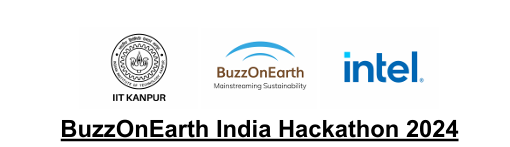 IIT KANPUR
BuzzOnEarth
Mainstreaming Sustainability
intel®
BuzzOnEarth India Hackathon 2024